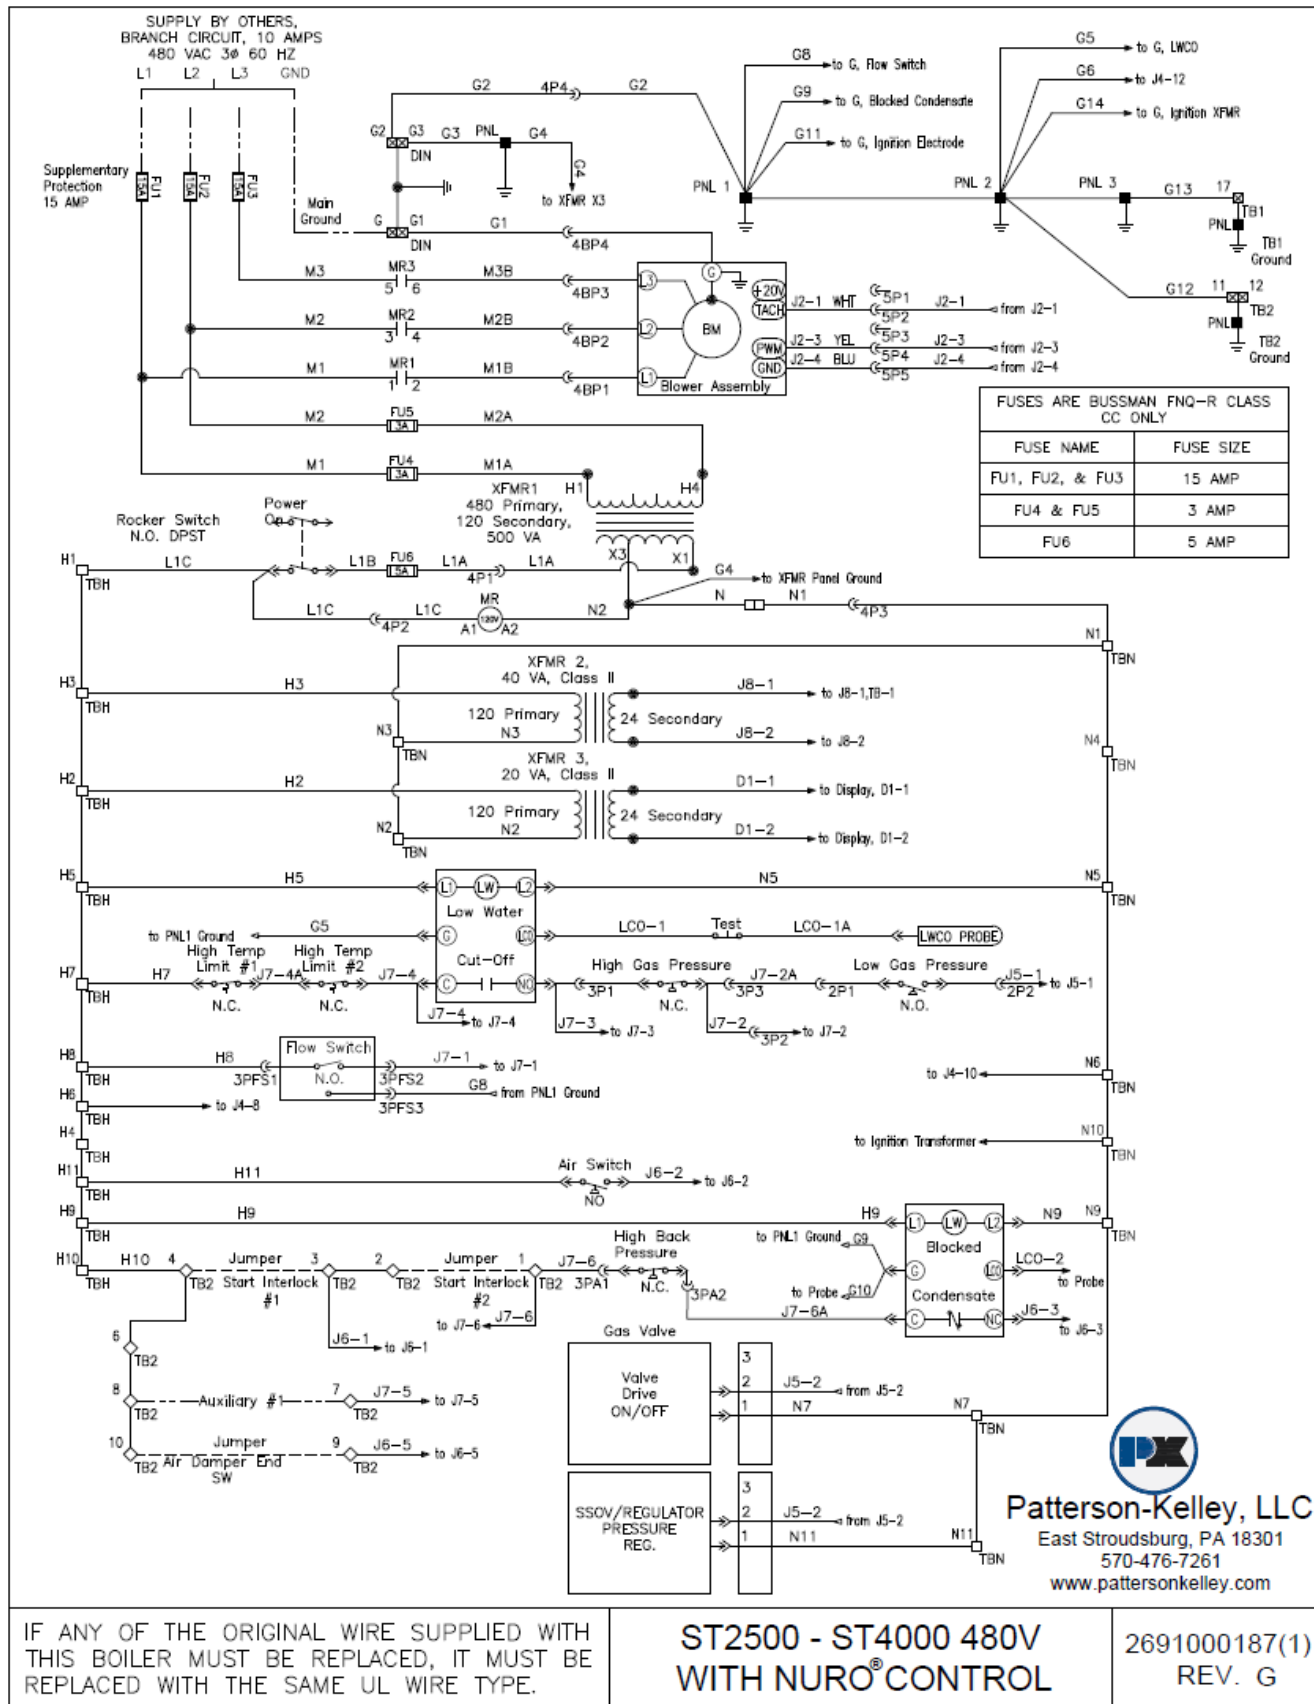 SUPPLY BY OTHERS,
BRANCH CIRCUIT, 10 AMPS
480 VAC 3ø 60 HZ
L1 L2 L3 GND
Supplementary
Protection
15 AMP
15A FU1
15A FU2
15A FU3
Main
Ground
G2 4P4 G2
G2 G3 G3 PNL G4
DIN
G4
to XFMR X3
G G1 G1
DIN 4BP4
G8 to G, Flow Switch
G9 to G, Blocked Condensate
G11 to G, Ignition Electrode
G5 to G, LWCO
G6 to J4-12
G14 to G, Ignition XFMR
PNL 1 PNL 2 PNL 3 G13 17
TB1
PNL
TB1
Ground
G12 11 12
TB2
PNL
TB2
Ground
M3 MR3 M3B
5 6 4BP3
M2 MR2 M2B
3 4 4BP2
M1 MR1 M1B
1 2 4BP1
G
L3
L2 BM
L1
+20V
TACH
PWM
GND
Blower Assembly
5P1
J2-1 WHT J2-1 from J2-1
5P2
5P3
J2-3 YEL J2-3 from J2-3
5P4
J2-4 BLU J2-4 from J2-4
5P5
M2 FU5 M2A
3A
M1 FU4 M1A
3A
FUSES ARE BUSSMAN FNQ-R CLASS
CC ONLY
FUSE NAME FUSE SIZE
FU1, FU2, & FU3 15 AMP
FU4 & FU5 3 AMP
FU6 5 AMP
XFMR1
480 Primary,
120 Secondary,
500 VA
H1 H4
X3 X1
Power
On
Rocker Switch
N.O. DPST
H1 L1C L1B FU6 L1A L1A
TBH 5A 4P1
G4 to XFMR Panel Ground
L1C L1C MR N2 N N1
4P2 A1 120V A2 4P3
N1
TBN
XFMR 2,
40 VA, Class II
H3 H3 J8-1 to J8-1,TB-1
TBH
120 Primary 24 Secondary
N3 N3 J8-2 to J8-2
TBN
N4
TBN
XFMR 3,
20 VA, Class II
H2 H2 D1-1 to Display, D1-1
TBH
120 Primary 24 Secondary
N2 N2 D1-2 to Display, D1-2
TBN
H5 H5 L1 LW L2 N5 N5
TBH TBN
Low Water
G5 G LCO LCO-1 Test LCO-1A LWCO PROBE
to PNL1 Ground
Cut-Off
High Temp
Limit #1
High Temp
Limit #2
High Gas Pressure
Low Gas Pressure
H7 H7 J7-4A J7-4 C NO J7-2A J5-1 to J5-1
TBH N.C. N.C. 3P1 N.C. 3P3 2P1 N.O. 2P2
J7-4 to J7-4
J7-3 to J7-3
J7-2 to J7-2
3P2
Flow Switch
H8 H8 J7-1 to J7-1
TBH 3PFS1 N.O. 3PFS2
G8 from PNL1 Ground
3PFS3
H6 to J4-8
TBH
to J4-10 N6
TBN
H4
TBH
to Ignition Transformer N10
TBN
H11 H11 Air Switch J6-2 to J6-2
TBH NO
H9 H9 H9 L1 LW L2 N9 N9
TBH TBN
to PNL1 Ground G9
Blocked
G LCO LCO-2 to Probe
to Probe G10
Condensate
J7-6A C NC J6-3
to J6-3
H10 H10 4 Jumper 3 2 Jumper 1 J7-6 High Back
Pressure
TBH TB2 Start Interlock
#1
TB2 TB2 Start Interlock
#2
TB2 3PA1 N.C. 3PA2
to J7-6 J7-6
J6-1 to J6-1
6
TB2
8 Auxiliary #1 7 J7-5 to J7-5
TB2 TB2
10 Jumper 9 J6-5 to J6-5
TB2 Air Damper End
SW
TB2
Gas Valve
Valve
Drive
ON/OFF
3
2 J5-2 from J5-2
1 N7 N7
TBN
SSOV/REGULATOR
PRESSURE
REG.
3
2 J5-2 from J5-2
1 N11 N11
TBN
PK
Patterson-Kelley, LLC
East Stroudsburg, PA 18301
570-476-7261
www.pattersonkelley.com
IF ANY OF THE ORIGINAL WIRE SUPPLIED WITH
THIS BOILER MUST BE REPLACED, IT MUST BE
REPLACED WITH THE SAME UL WIRE TYPE.
ST2500 - ST4000 480V
WITH NURO® CONTROL
2691000187(1)
REV. G